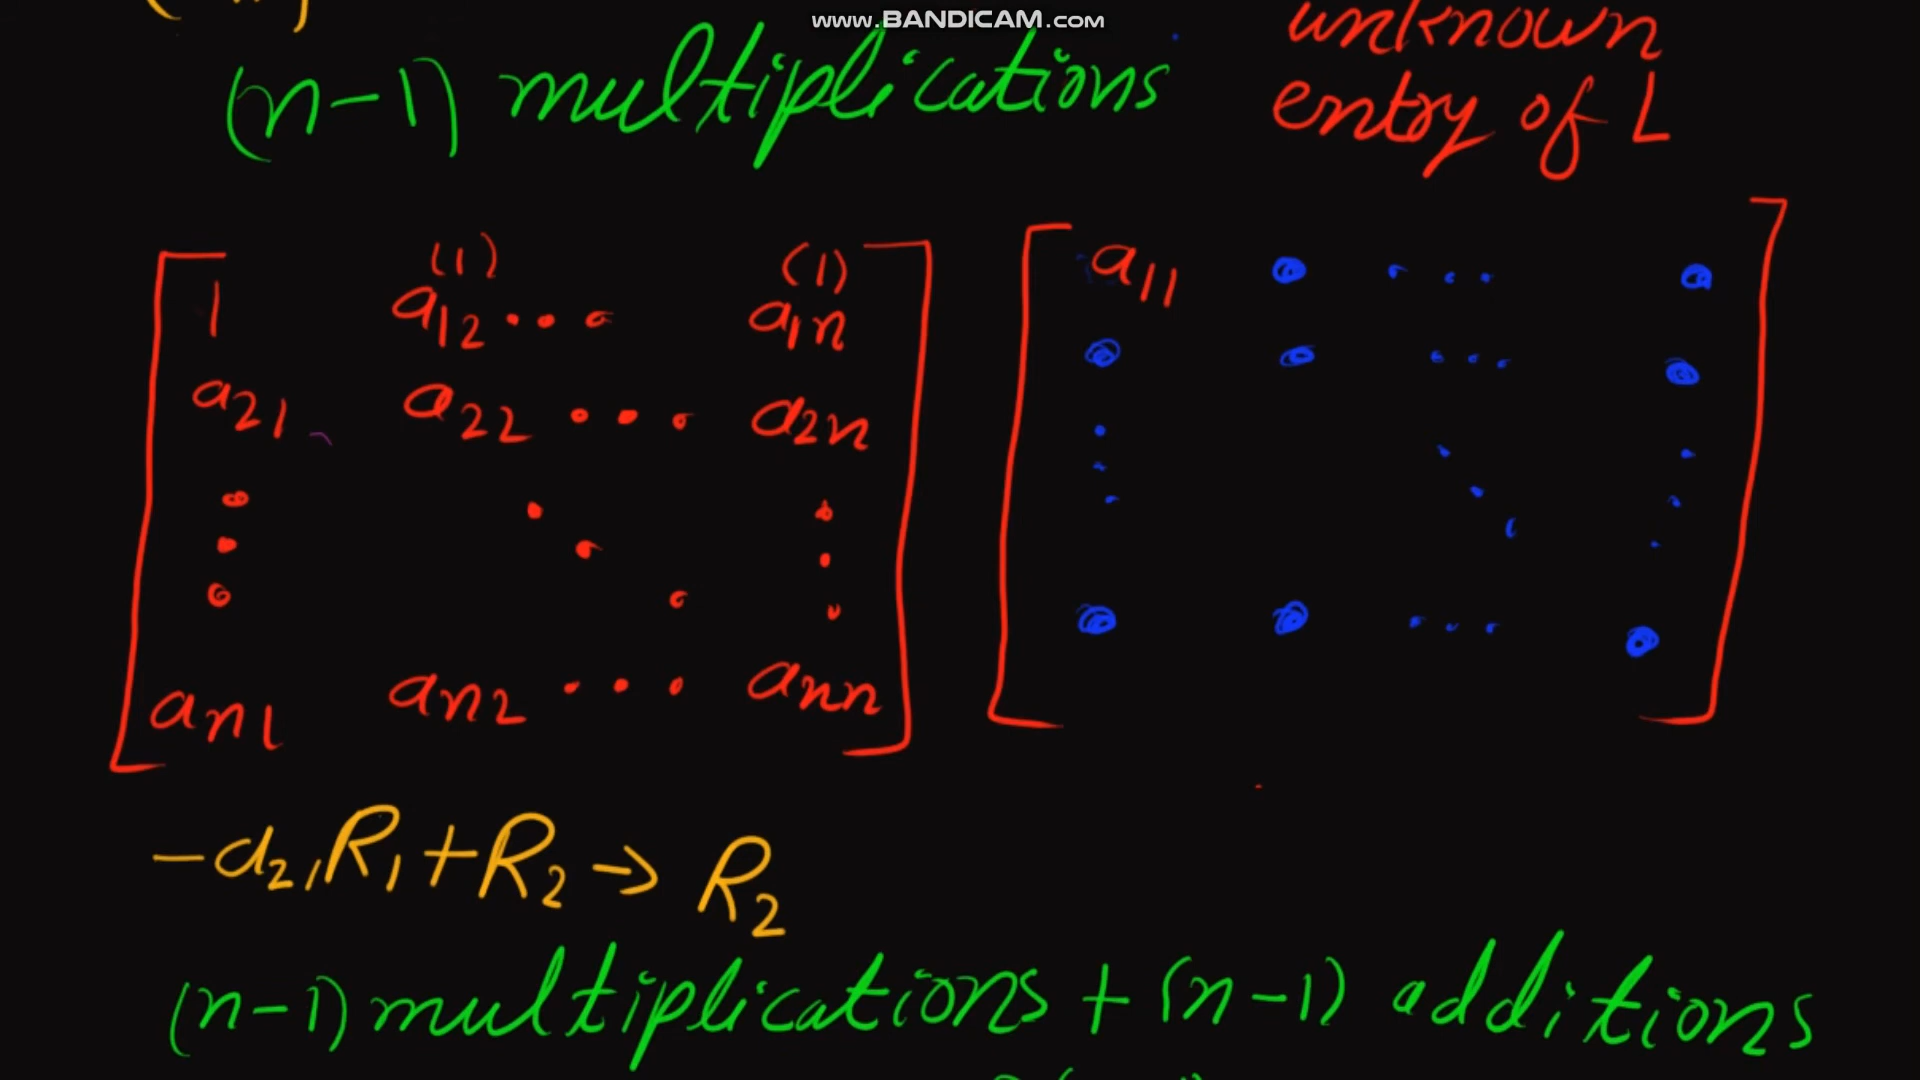 www.BANDICAM.com
unknown
(n-1) multiplications entry of L
(1) (1)
1 a12 ... a1n a11 ...
a21 a22 ... a2n ...
an1 an2 ... ann ...
-a21R1+R2→R2
(n-1) multiplications + (n-1) additions